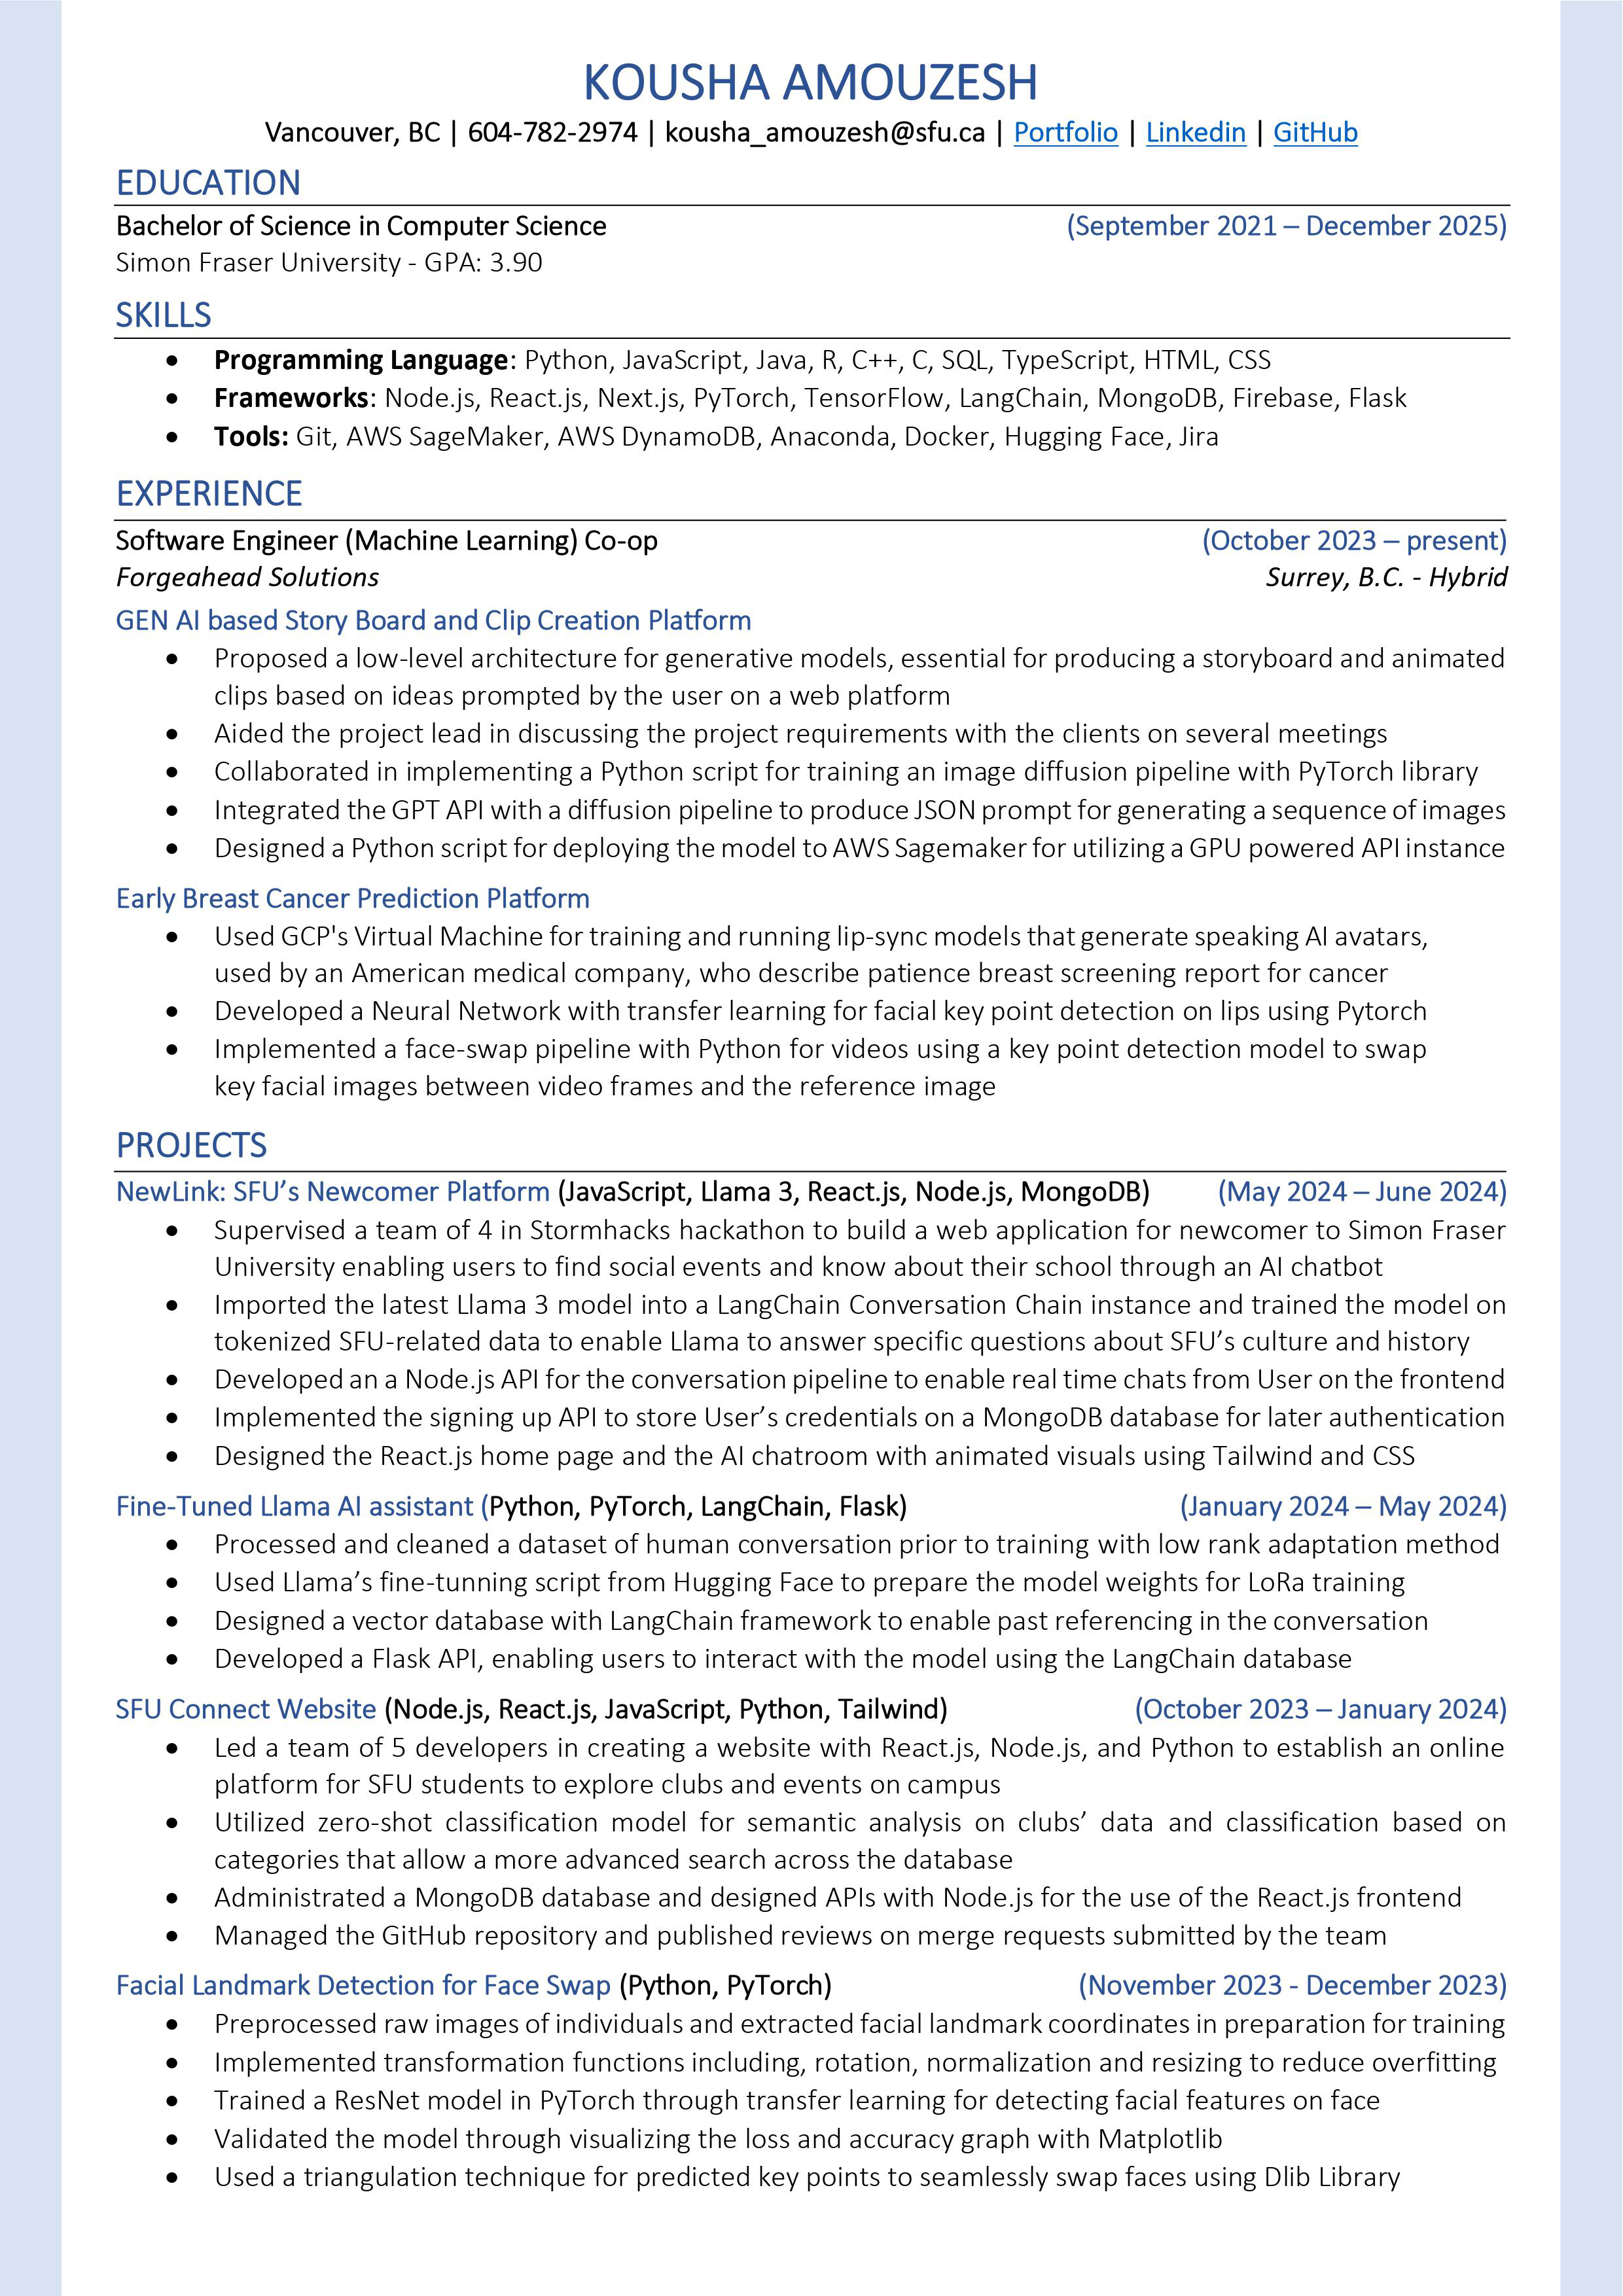 KOUSHA AMOUZESH
Vancouver, BC | 604-782-2974 | kousha_amouzesh@sfu.ca | Portfolio | Linkedin | GitHub
EDUCATION
Bachelor of Science in Computer Science (September 2021 – December 2025)
Simon Fraser University - GPA: 3.90
SKILLS
• Programming Language: Python, JavaScript, Java, R, C++, C, SQL, TypeScript, HTML, CSS
• Frameworks: Node.js, React.js, Next.js, PyTorch, TensorFlow, LangChain, MongoDB, Firebase, Flask
• Tools: Git, AWS SageMaker, AWS DynamoDB, Anaconda, Docker, Hugging Face, Jira
EXPERIENCE
Software Engineer (Machine Learning) Co-op (October 2023 – present)
Forgeahead Solutions Surrey, B.C. - Hybrid
GEN AI based Story Board and Clip Creation Platform
• Proposed a low-level architecture for generative models, essential for producing a storyboard and animated
clips based on ideas prompted by the user on a web platform
• Aided the project lead in discussing the project requirements with the clients on several meetings
• Collaborated in implementing a Python script for training an image diffusion pipeline with PyTorch library
• Integrated the GPT API with a diffusion pipeline to produce JSON prompt for generating a sequence of images
• Designed a Python script for deploying the model to AWS Sagemaker for utilizing a GPU powered API instance
Early Breast Cancer Prediction Platform
• Used GCP's Virtual Machine for training and running lip-sync models that generate speaking AI avatars,
used by an American medical company, who describe patience breast screening report for cancer
• Developed a Neural Network with transfer learning for facial key point detection on lips using Pytorch
• Implemented a face-swap pipeline with Python for videos using a key point detection model to swap
key facial images between video frames and the reference image
PROJECTS
NewLink: SFU’s Newcomer Platform (JavaScript, Llama 3, React.js, Node.js, MongoDB) (May 2024 – June 2024)
• Supervised a team of 4 in Stormhacks hackathon to build a web application for newcomer to Simon Fraser
University enabling users to find social events and know about their school through an AI chatbot
• Imported the latest Llama 3 model into a LangChain Conversation Chain instance and trained the model on
tokenized SFU-related data to enable Llama to answer specific questions about SFU’s culture and history
• Developed an a Node.js API for the conversation pipeline to enable real time chats from User on the frontend
• Implemented the signing up API to store User’s credentials on a MongoDB database for later authentication
• Designed the React.js home page and the AI chatroom with animated visuals using Tailwind and CSS
Fine-Tuned Llama AI assistant (Python, PyTorch, LangChain, Flask) (January 2024 – May 2024)
• Processed and cleaned a dataset of human conversation prior to training with low rank adaptation method
• Used Llama’s fine-tunning script from Hugging Face to prepare the model weights for LoRa training
• Designed a vector database with LangChain framework to enable past referencing in the conversation
• Developed a Flask API, enabling users to interact with the model using the LangChain database
SFU Connect Website (Node.js, React.js, JavaScript, Python, Tailwind) (October 2023 – January 2024)
• Led a team of 5 developers in creating a website with React.js, Node.js, and Python to establish an online
platform for SFU students to explore clubs and events on campus
• Utilized zero-shot classification model for semantic analysis on clubs’ data and classification based on
categories that allow a more advanced search across the database
• Administrated a MongoDB database and designed APIs with Node.js for the use of the React.js frontend
• Managed the GitHub repository and published reviews on merge requests submitted by the team
Facial Landmark Detection for Face Swap (Python, PyTorch) (November 2023 - December 2023)
• Preprocessed raw images of individuals and extracted facial landmark coordinates in preparation for training
• Implemented transformation functions including, rotation, normalization and resizing to reduce overfitting
• Trained a ResNet model in PyTorch through transfer learning for detecting facial features on face
• Validated the model through visualizing the loss and accuracy graph with Matplotlib
• Used a triangulation technique for predicted key points to seamlessly swap faces using Dlib Library